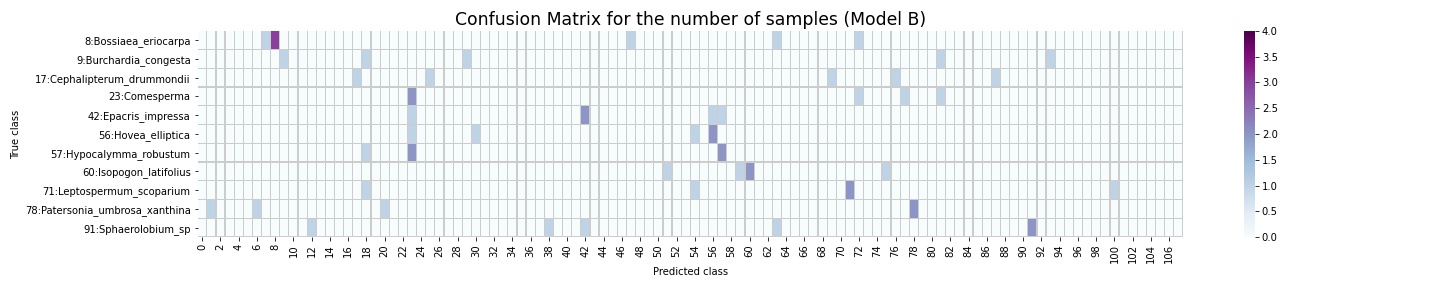 Confusion Matrix for the number of samples (Model B)
True class
8:Bossiaea_eriocarpa
9:Burchardia_congesta
17:Cephalipterum_drummondii
23:Comesperma
42:Epacris_impressa
56:Hovea_elliptica
57:Hypocalymma_robustum
60:Isopogon_latifolius
71:Leptospermum_scoparium
78:Patersonia_umbrosa_xanthina
91:Sphaerolobium_sp
0 2 4 6 8 10 12 14 16 18 20 22 24 26 28 30 32 34 36 38 40 42 44 46 48 50 52 54 56 58 60 62 64 66 68 70 72 74 76 78 80 82 84 86 88 90 92 94 96 98 100 102 104 106
Predicted class
4.0
3.5
3.0
2.5
2.0
1.5
1.0
0.5
0.0